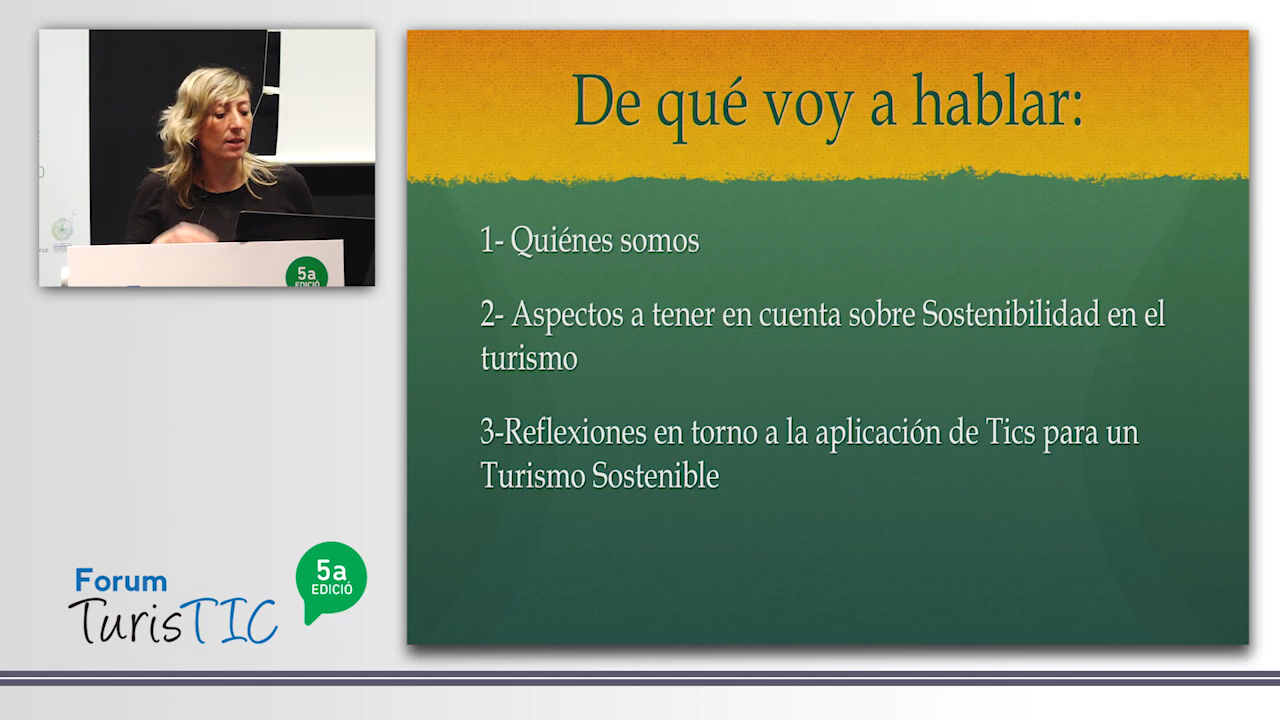 De qué voy a hablar:
1- Quiénes somos
2- Aspectos a tener en cuenta sobre Sostenibilidad en el
turismo
3-Reflexiones en torno a la aplicación de Tics para un
Turismo Sostenible
5a
EDICIÓ
Forum
TurisTIC
5a
EDICIÓ